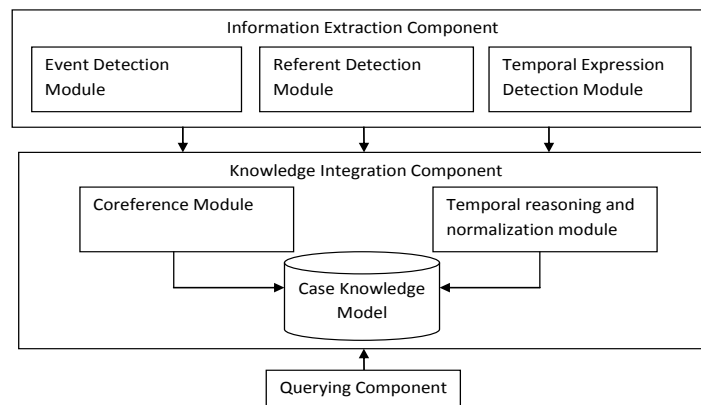 Information Extraction Component
Event Detection
Module
Referent Detection
Module
Temporal Expression
Detection Module
Knowledge Integration Component
Coreference Module
Temporal reasoning and
normalization module
Case Knowledge
Model
Querying Component